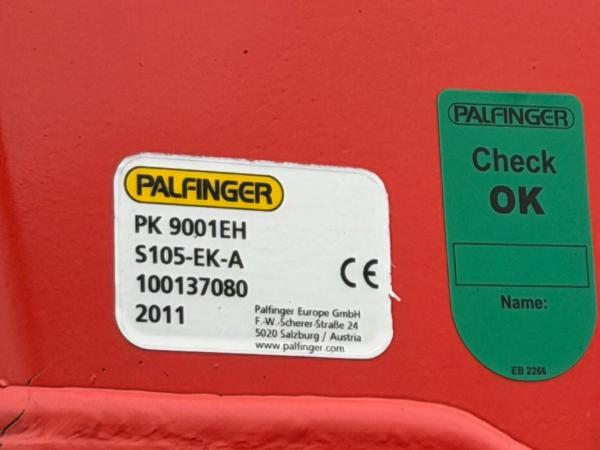 PALFINGER
PK 9001EH
S105-EK-A
100137080
2011
Palfinger Europe GmbH
F.-W.-Scherer-Straße 24
5020 Salzburg / Austria
www.palfinger.com
CE
PALFINGER
Check
OK
Name:
EB 2266